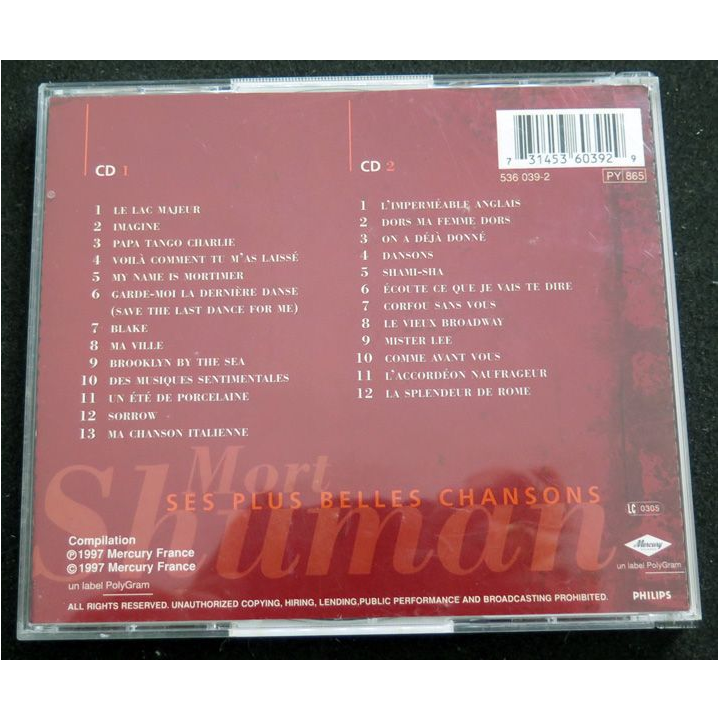 7 31453 60392 9
536 039-2
PY 865
CD 1
1 LE LAC MAJEUR
2 IMAGINE
3 PAPA TANGO CHARLIE
4 VOILÀ COMMENT TU M'AS LAISSÉ
5 MY NAME IS MORTIMER
6 GARDE-MOI LA DERNIÈRE DANSE
(SAVE THE LAST DANCE FOR ME)
7 BLAKE
8 MA VILLE
9 BROOKLYN BY THE SEA
10 DES MUSIQUES SENTIMENTALES
11 UN ÉTÉ DE PORCELAINE
12 SORROW
13 MA CHANSON ITALIENNE
CD 2
1 L'IMPERMÉABLE ANGLAIS
2 DORS MA FEMME DORS
3 ON A DÉJÀ DONNÉ
4 DANSONS
5 SHAMI-SHA
6 ÉCOUTE CE QUE JE VAIS TE DIRE
7 CORFOU SANS VOUS
8 LE VIEUX BROADWAY
9 MISTER LEE
10 COMME AVANT VOUS
11 L'ACCORDÉON NAUFRAGEUR
12 LA SPLENDEUR DE ROME
Mort
Shuman
SES PLUS BELLES CHANSONS
LC 0305
Compilation
℗1997 Mercury France
©1997 Mercury France
un label PolyGram
Mercury
un label PolyGram
ALL RIGHTS RESERVED. UNAUTHORIZED COPYING, HIRING, LENDING,PUBLIC PERFORMANCE AND BROADCASTING PROHIBITED.
PHILIPS